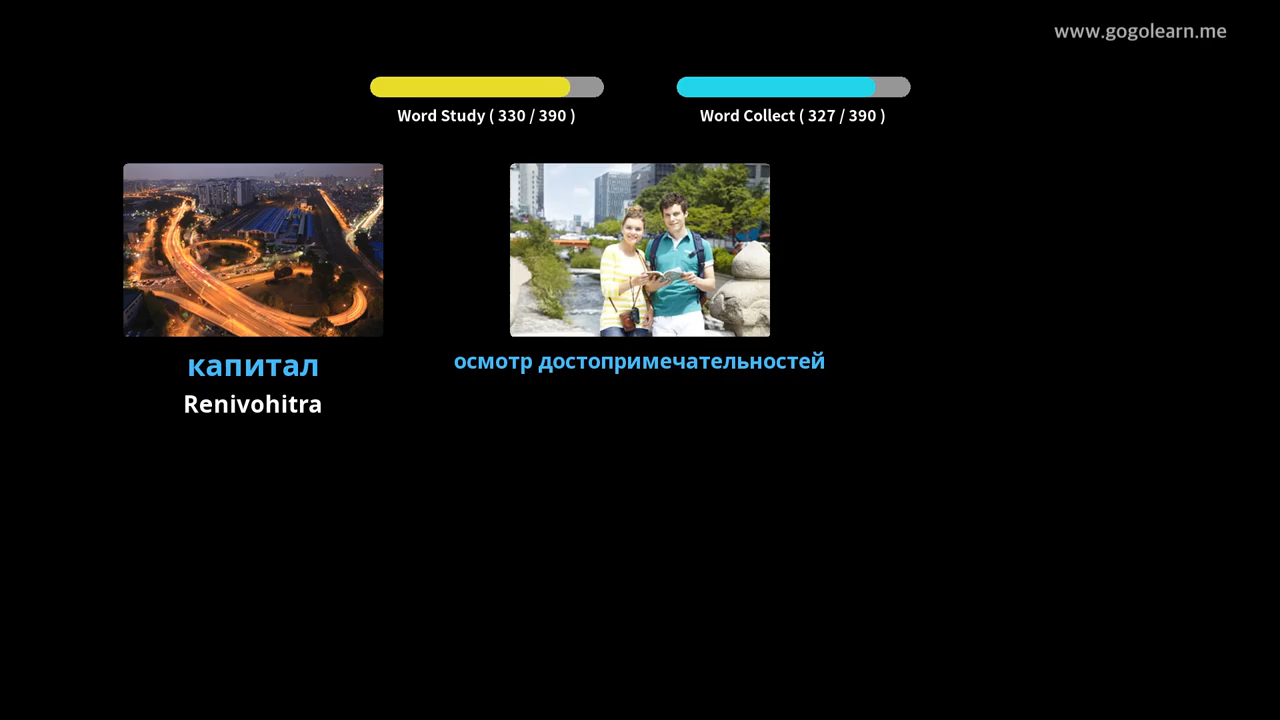 www.gogolearn.me
Word Study ( 330 / 390 )
Word Collect ( 327 / 390 )
капитал
осмотр достопримечательностей
Renivohitra